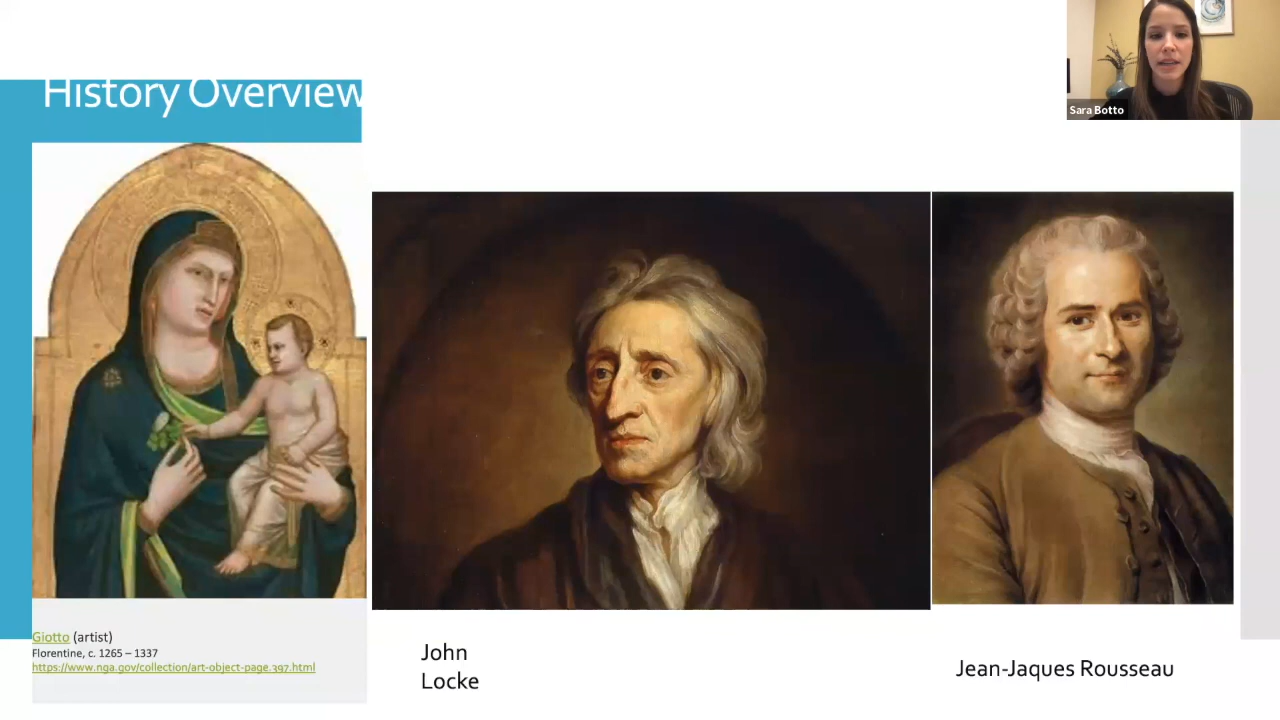 Sara Botto
History Overview
Giotto (artist)
Florentine, c. 1265 – 1337
https://www.nga.gov/collection/art-object-page.397.html
John
Locke
Jean-Jaques Rousseau